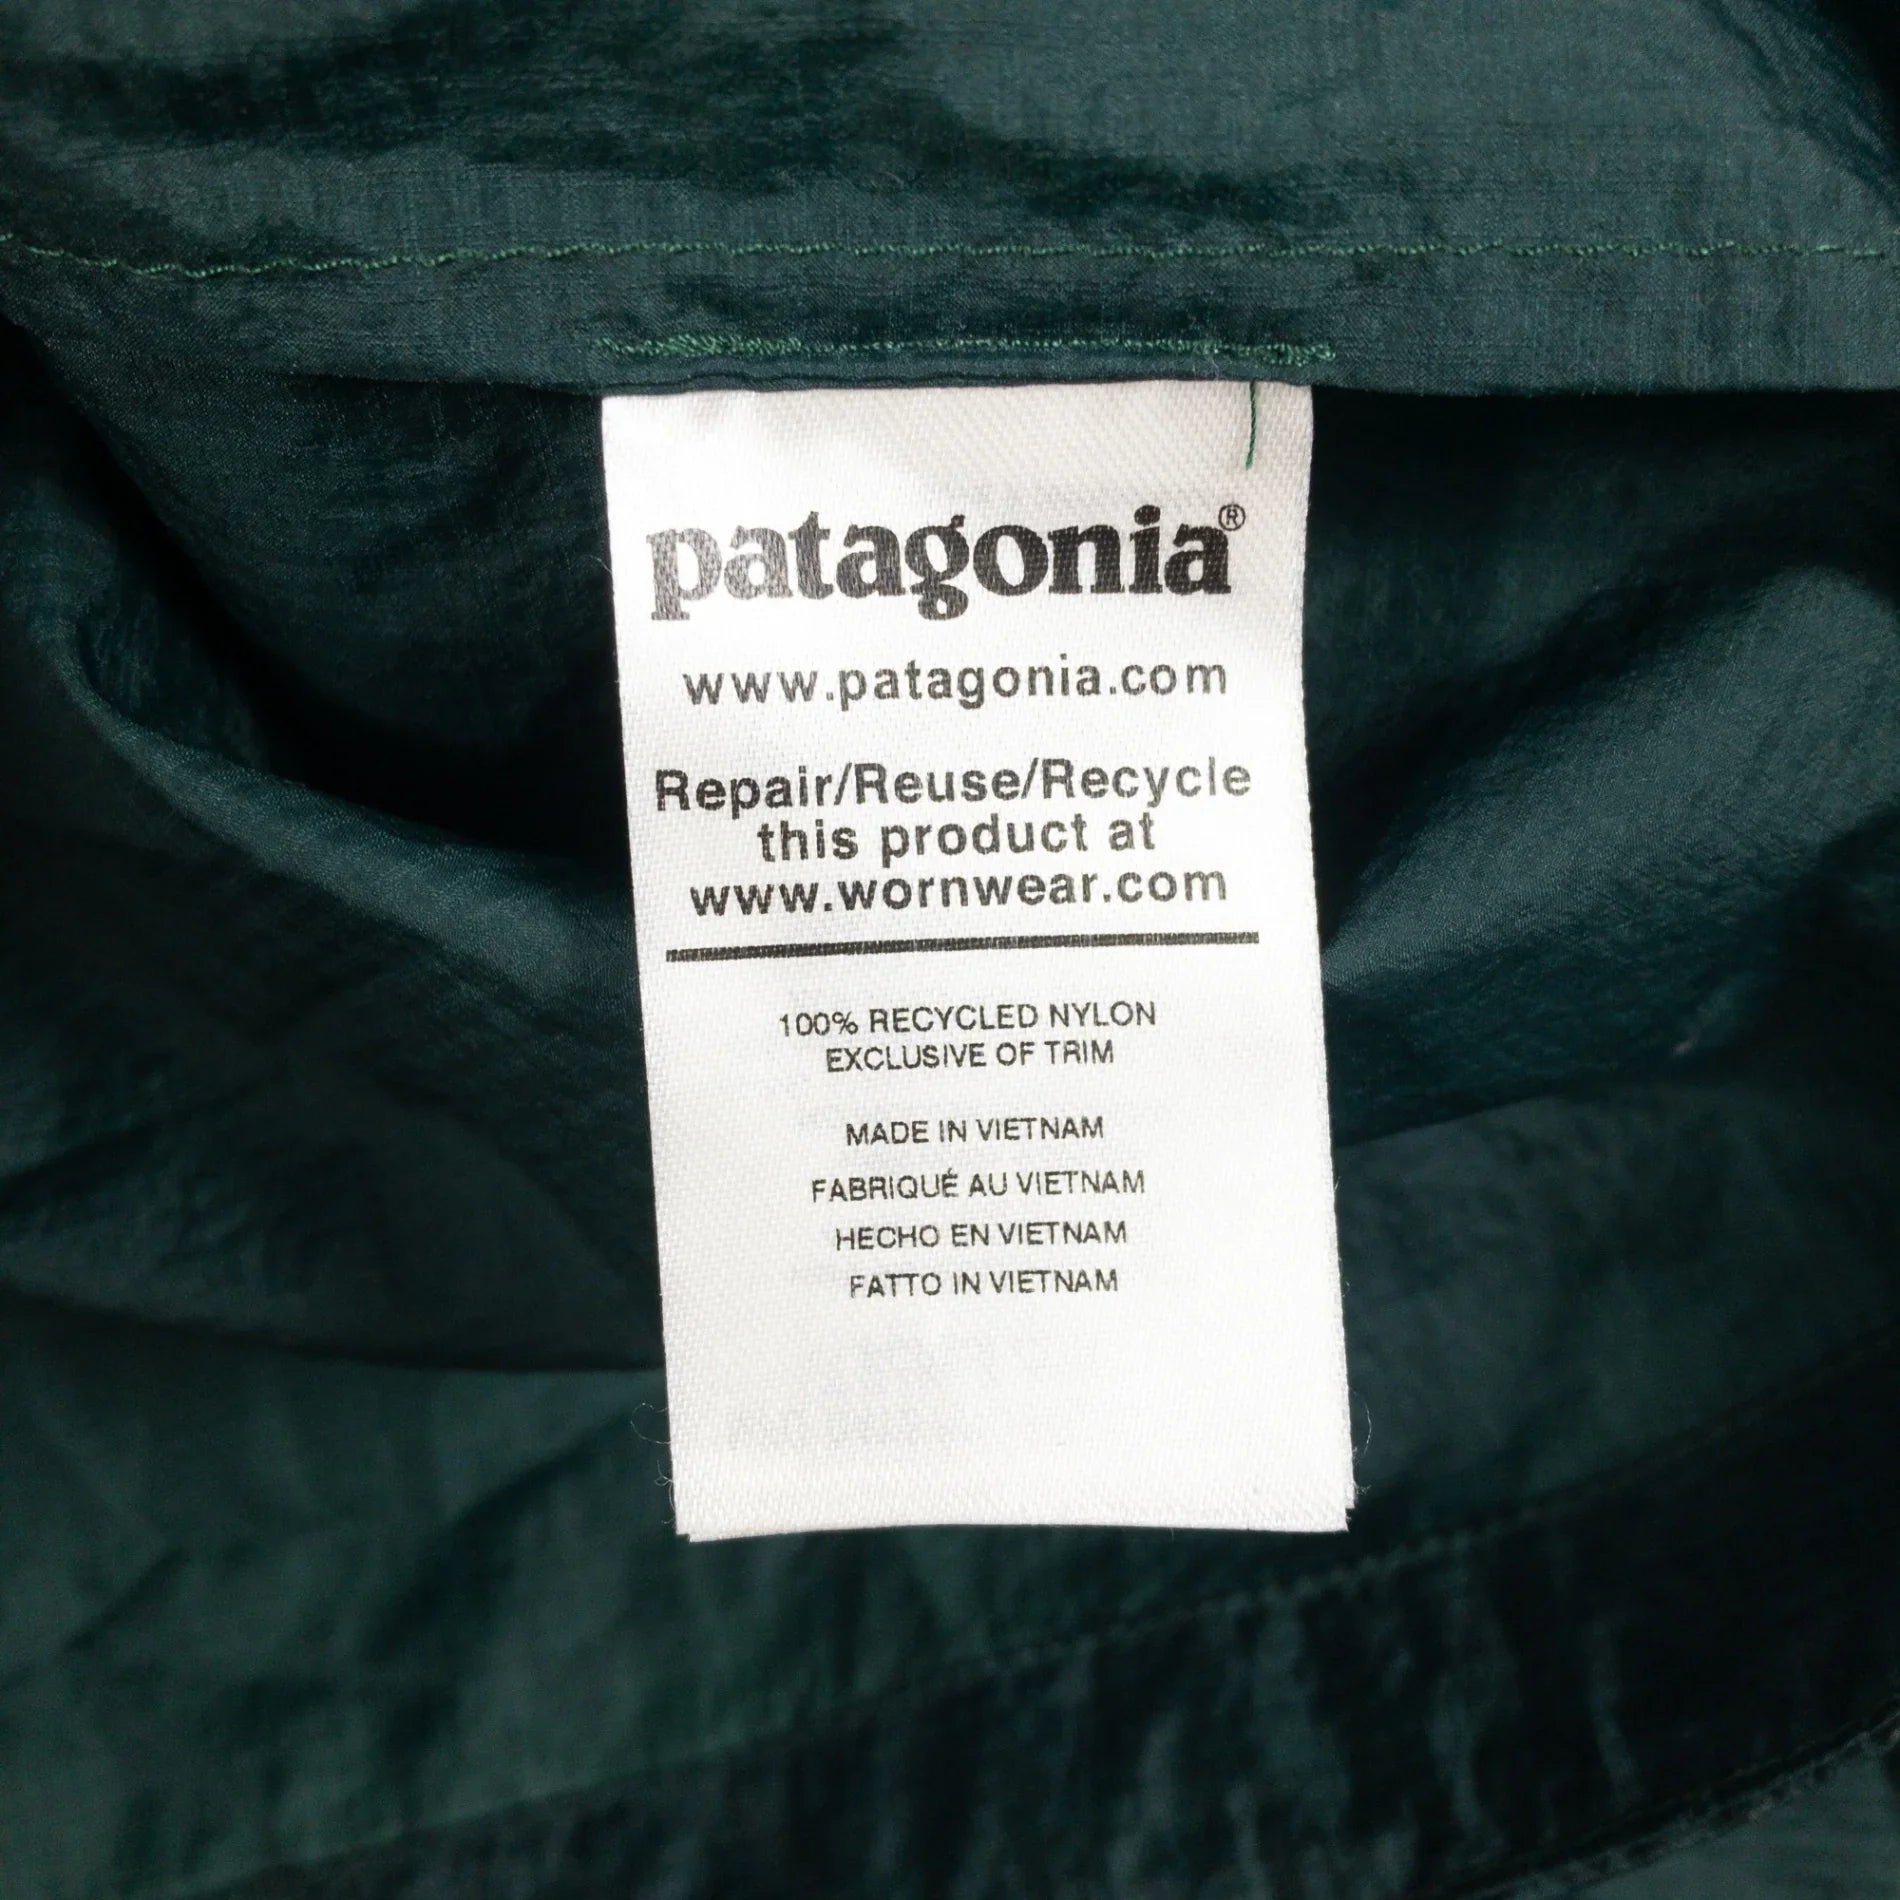 patagonia®
www.patagonia.com
Repair/Reuse/Recycle
this product at
www.wornwear.com
100% RECYCLED NYLON
EXCLUSIVE OF TRIM
MADE IN VIETNAM
FABRIQUÉ AU VIETNAM
HECHO EN VIETNAM
FATTO IN VIETNAM